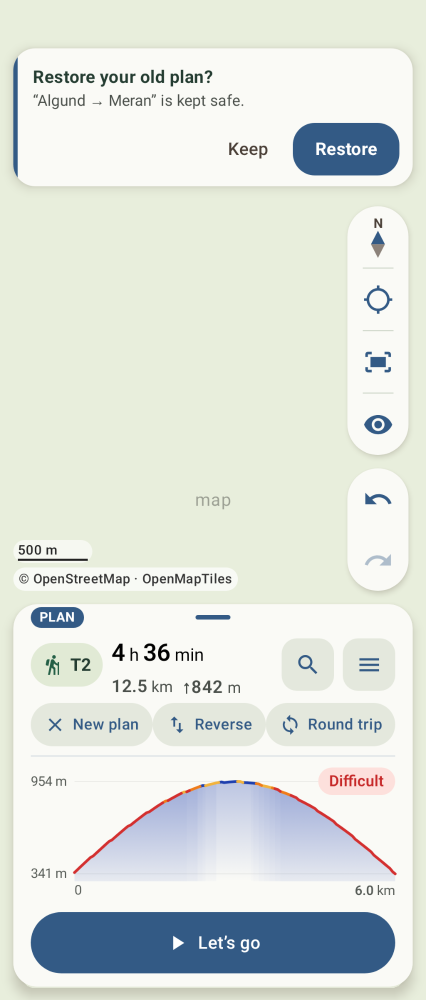 Restore your old plan?
“Algund → Meran” is kept safe.
Keep Restore
N
map
500 m
© OpenStreetMap · OpenMapTiles
PLAN
T2
4 h 36 min
12.5 km ↑842 m
New plan Reverse Round trip
954 m
Difficult
341 m
0 6.0 km
Let’s go